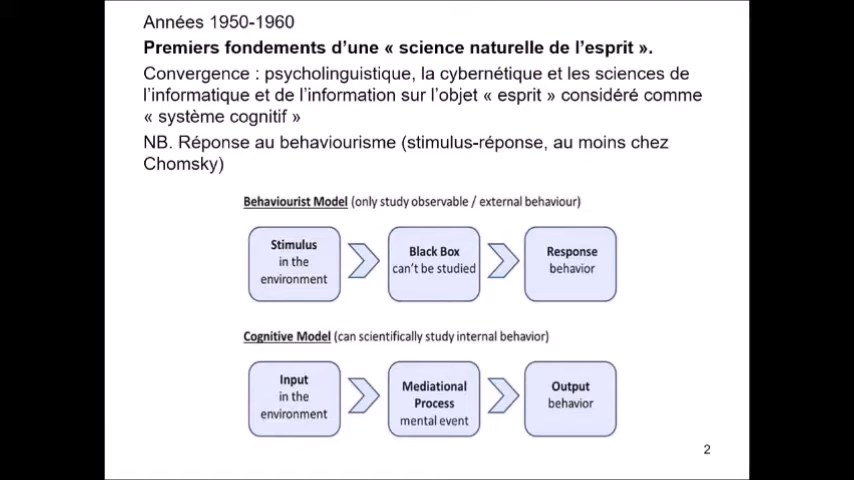 Années 1950-1960
Premiers fondements d’une « science naturelle de l’esprit ».
Convergence : psycholinguistique, la cybernétique et les sciences de
l’informatique et de l’information sur l’objet « esprit » considéré comme
« système cognitif »
NB. Réponse au behaviourisme (stimulus-réponse, au moins chez
Chomsky)
Behaviourist Model (only study observable / external behaviour)
Stimulus
in the
environment
Black Box
can’t be studied
Response
behavior
Cognitive Model (can scientifically study internal behavior)
Input
in the
environment
Mediational
Process
mental event
Output
behavior
2